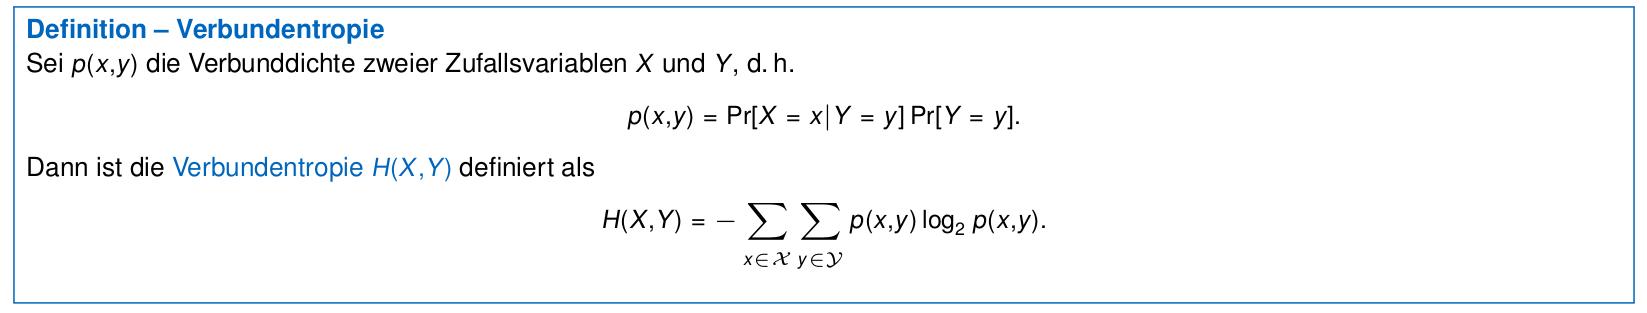 Definition – Verbundentropie
Sei p(x,y) die Verbunddichte zweier Zufallsvariablen X und Y, d. h.
p(x,y) = Pr[X = x|Y = y] Pr[Y = y].
Dann ist die Verbundentropie H(X,Y) definiert als
H(X,Y) = − ∑ ∑ p(x,y) log₂ p(x,y).
x∈𝒳 y∈𝒴